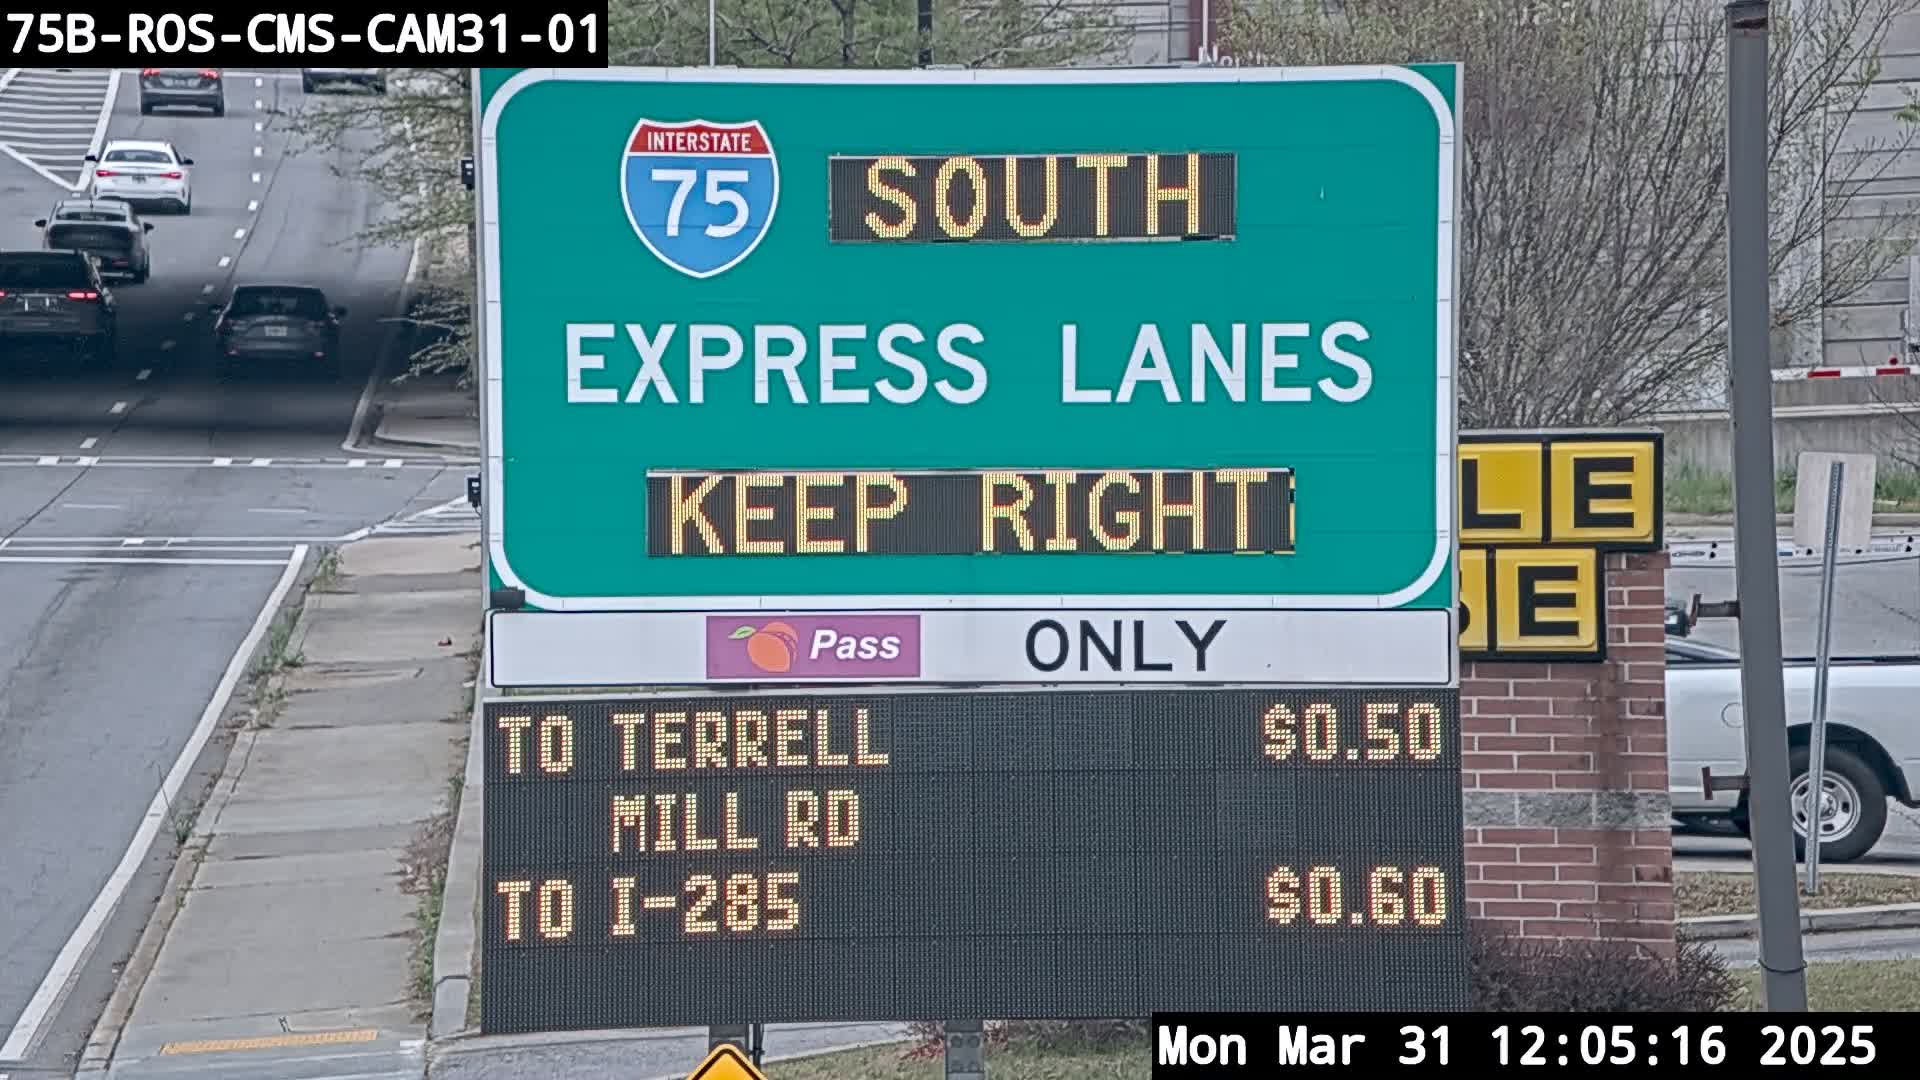 75B-ROS-CMS-CAM31-01
INTERSTATE
75
SOUTH
EXPRESS LANES
KEEP RIGHT
LE
E
Pass ONLY
TO TERRELL $0.50
MILL RD
TO I-285 $0.60
Mon Mar 31 12:05:16 2025